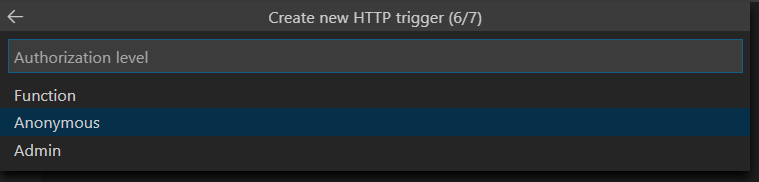 Create new HTTP trigger (6/7)
Authorization level
Function
Anonymous
Admin